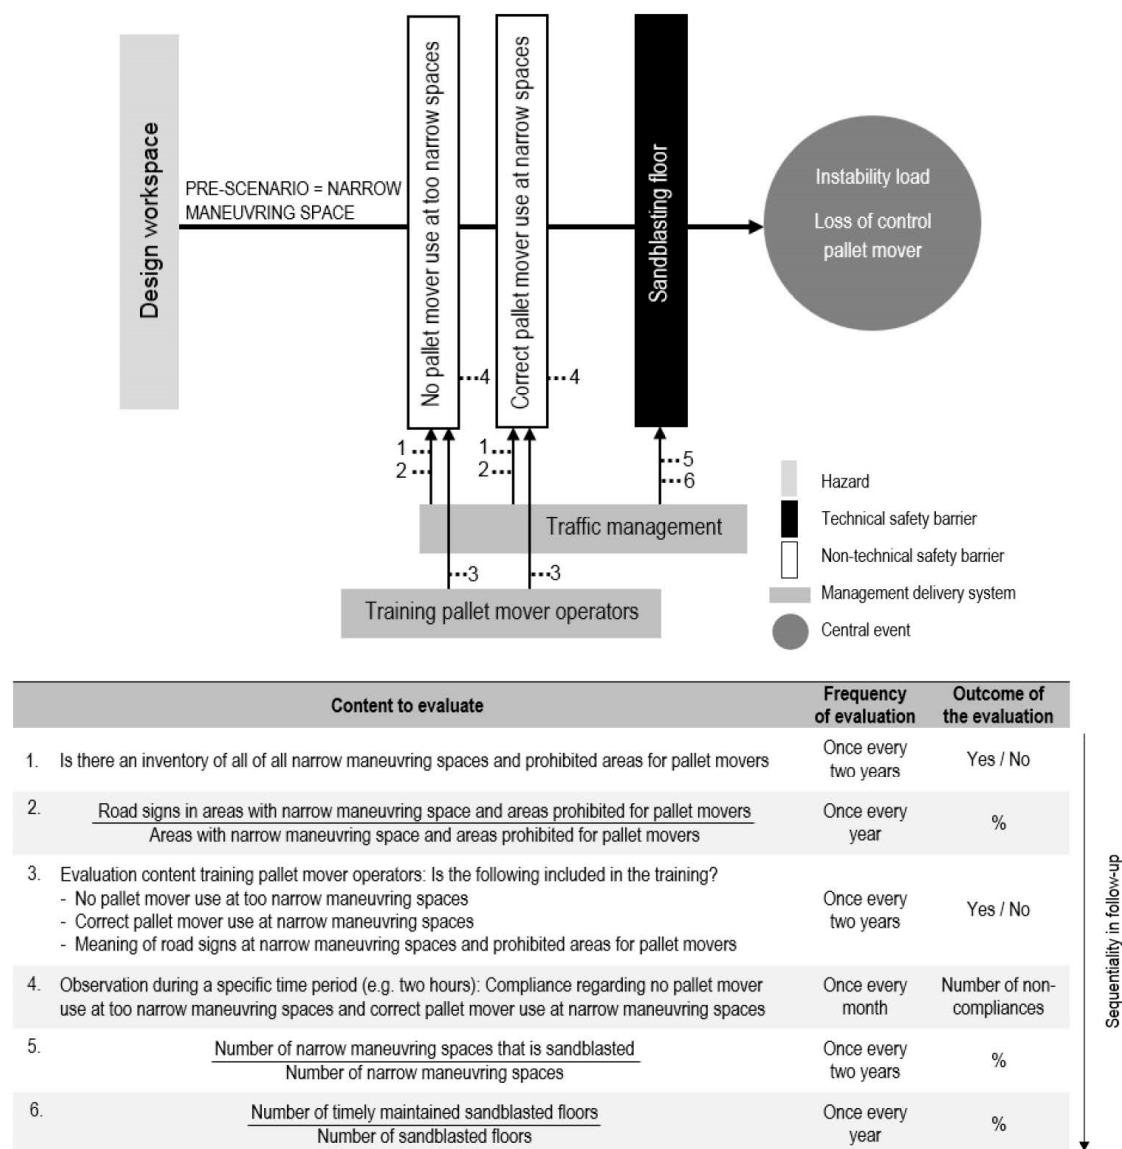 Design workspace
PRE-SCENARIO = NARROW
MANEUVRING SPACE
No pallet mover use at too narrow spaces
Correct pallet mover use at narrow spaces
Sandblasting floor
Instability load
Loss of control
pallet mover
4
4
1
2
1
2
5
6
Traffic management
3
3
Training pallet mover operators
Hazard
Technical safety barrier
Non-technical safety barrier
Management delivery system
Central event
Content to evaluate
Frequency
of evaluation
Outcome of
the evaluation
1. Is there an inventory of all of all narrow maneuvring spaces and prohibited areas for pallet movers
Once every
two years
Yes / No
2. Road signs in areas with narrow maneuvring space and areas prohibited for pallet movers
Areas with narrow maneuvring space and areas prohibited for pallet movers
Once every
year
%
3. Evaluation content training pallet mover operators: Is the following included in the training?
- No pallet mover use at too narrow maneuvring spaces
- Correct pallet mover use at narrow maneuvring spaces
- Meaning of road signs at narrow maneuvring spaces and prohibited areas for pallet movers
Once every
two years
Yes / No
4. Observation during a specific time period (e.g. two hours): Compliance regarding no pallet mover
use at too narrow maneuvring spaces and correct pallet mover use at narrow maneuvring spaces
Once every
month
Number of non-
compliances
5. Number of narrow maneuvring spaces that is sandblasted
Number of narrow maneuvring spaces
Once every
two years
%
6. Number of timely maintained sandblasted floors
Number of sandblasted floors
Once every
year
%
Sequentiality in follow-up